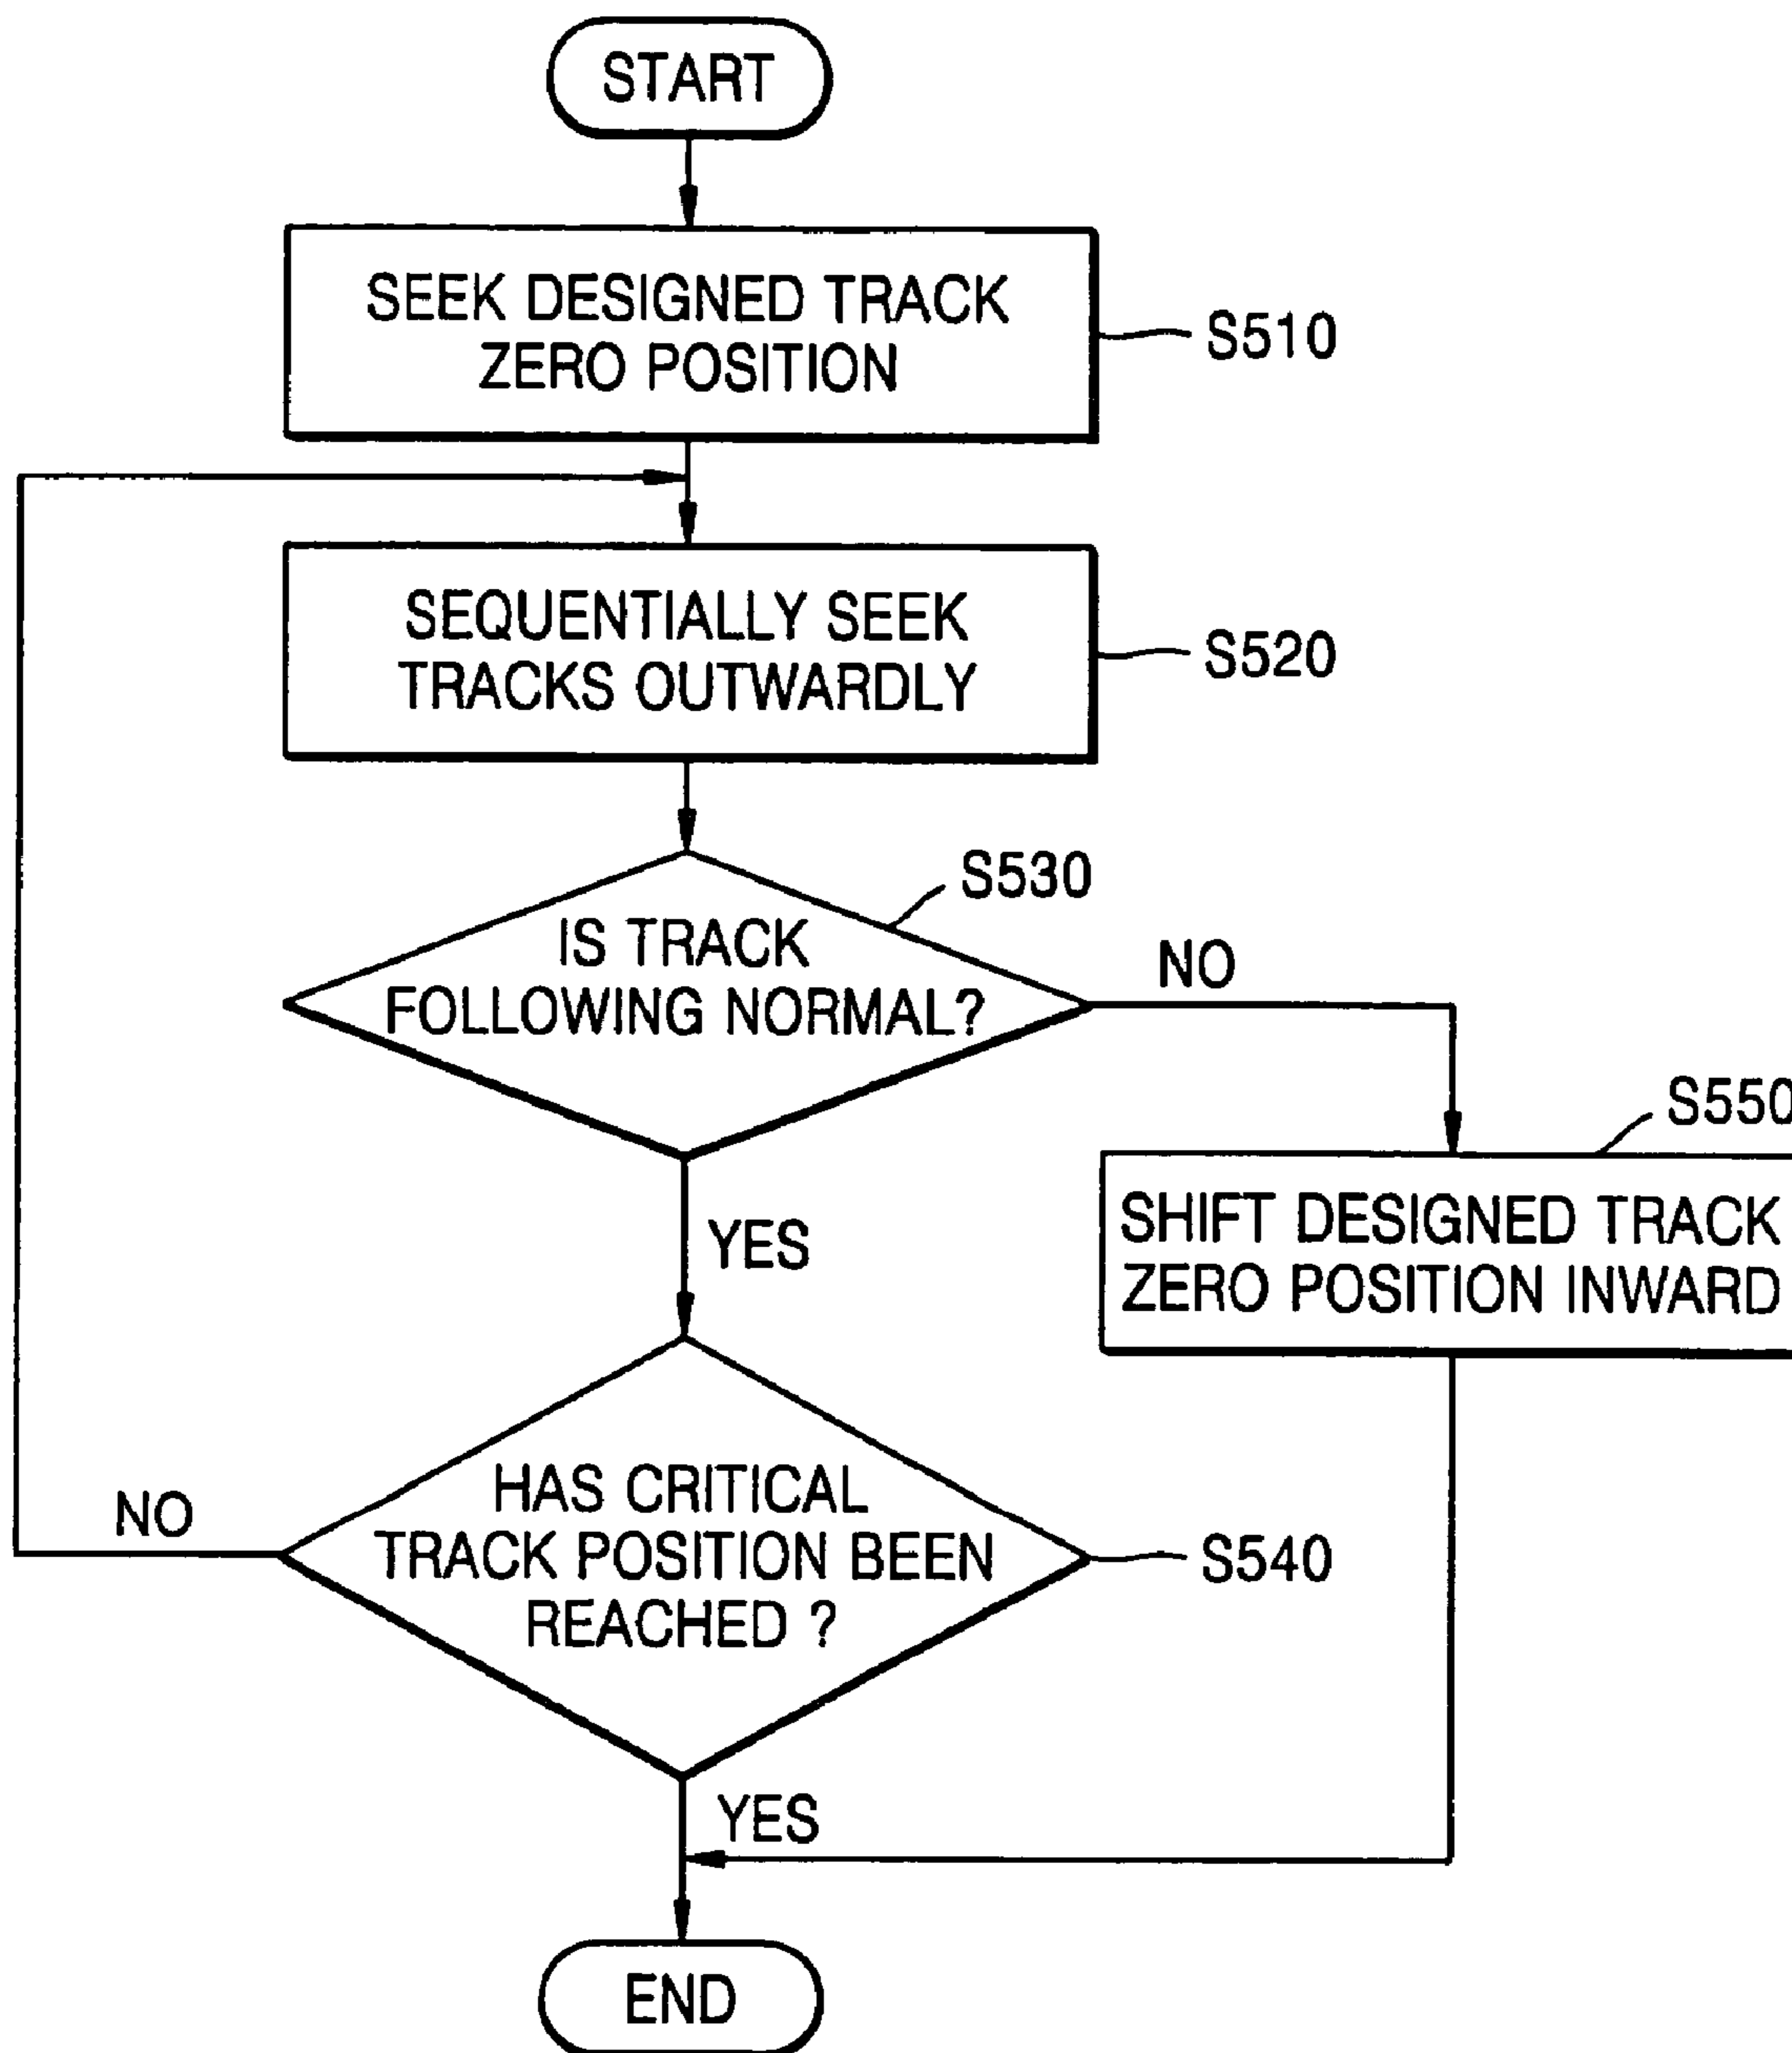 START
SEEK DESIGNED TRACK
ZERO POSITION
S510
SEQUENTIALLY SEEK
TRACKS OUTWARDLY
S520
S530
IS TRACK
FOLLOWING NORMAL?
NO
YES
S550
SHIFT DESIGNED TRACK
ZERO POSITION INWARD
HAS CRITICAL
TRACK POSITION BEEN
REACHED ?
NO
S540
YES
END